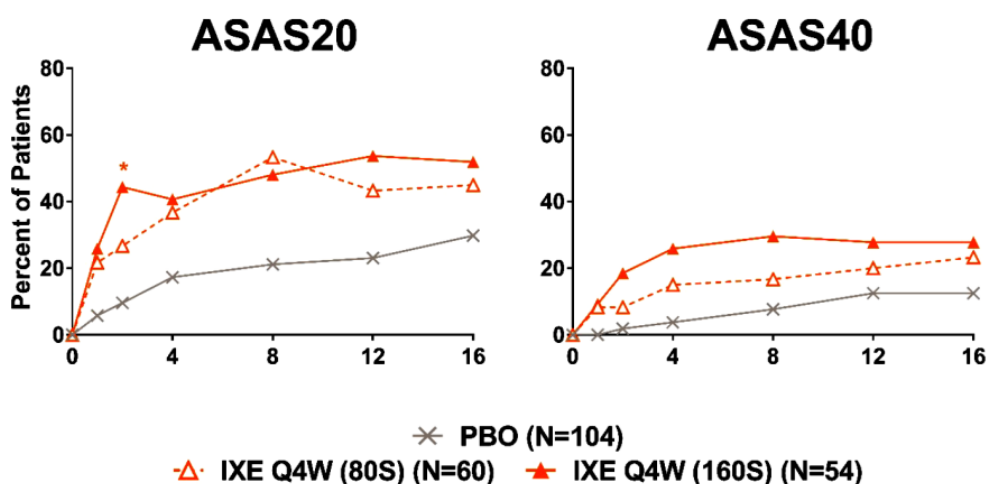 ASAS20
ASAS40
Percent of Patients
80
60
40
20
0
*
0 4 8 12 16
80
60
40
20
0
0 4 8 12 16
PBO (N=104)
IXE Q4W (80S) (N=60) IXE Q4W (160S) (N=54)